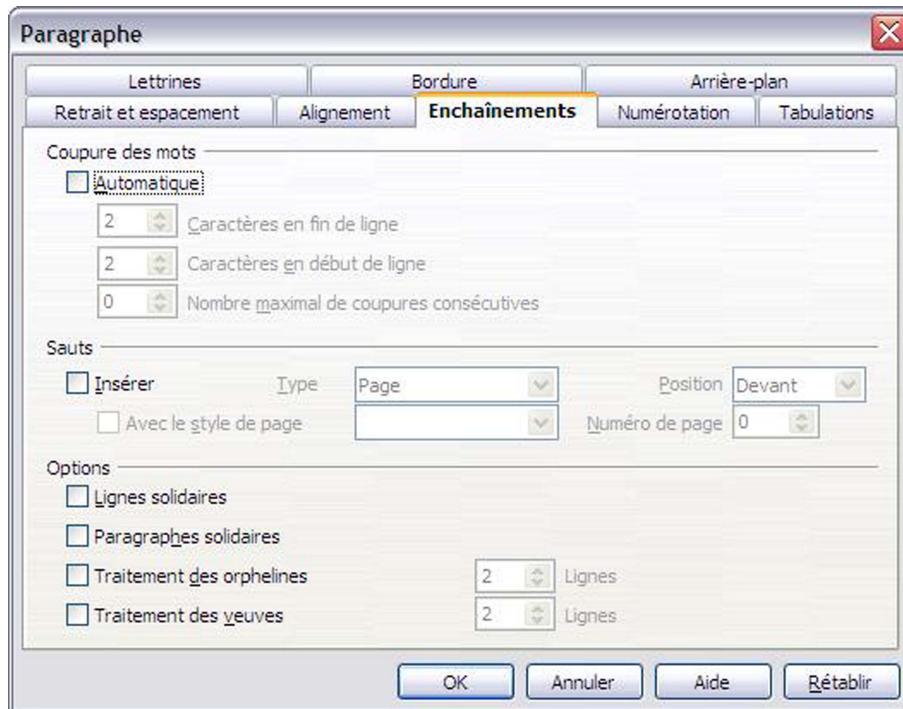 Paragraphe
Lettrines Bordure Arrière-plan
Retrait et espacement Alignement Enchaînements Numérotation Tabulations
Coupure des mots
Automatique
2 Caractères en fin de ligne
2 Caractères en début de ligne
0 Nombre maximal de coupures consécutives
Sauts
Insérer Type Page Position Devant
Avec le style de page Numéro de page 0
Options
Lignes solidaires
Paragraphes solidaires
Traitement des orphelines 2 Lignes
Traitement des veuves 2 Lignes
OK Annuler Aide Rétablir